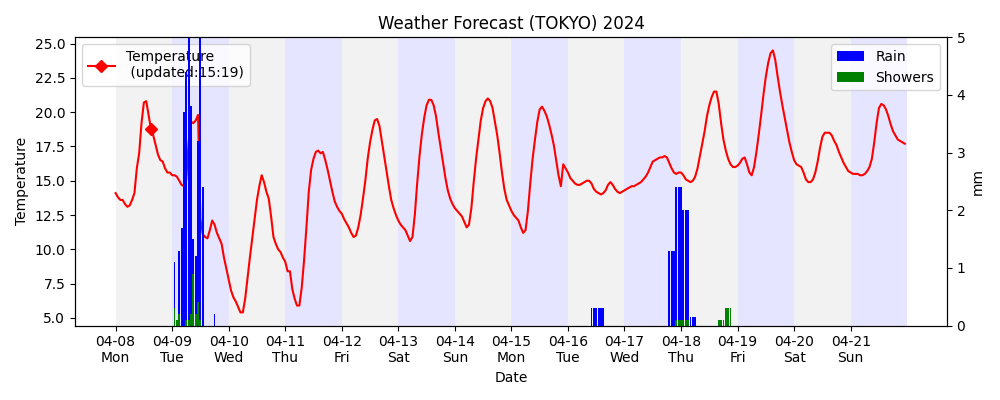 Weather Forecast (TOKYO) 2024
Temperature
(updated:15:19)
Rain
Showers
Temperature
25.0
22.5
20.0
17.5
15.0
12.5
10.0
7.5
5.0
mm
5
4
3
2
1
0
04-08 04-09 04-10 04-11 04-12 04-13 04-14 04-15 04-16 04-17 04-18 04-19 04-20 04-21
Mon Tue Wed Thu Fri Sat Sun Mon Tue Wed Thu Fri Sat Sun
Date